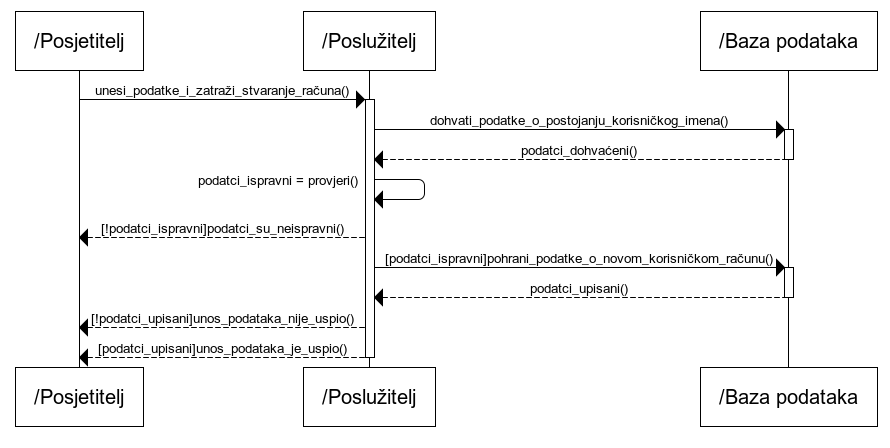 /Posjetitelj
/Poslužitelj
/Baza podataka
unesi_podatke_i_zatraži_stvaranje_računa()
dohvati_podatke_o_postojanju_korisničkog_imena()
podatci_dohvaćeni()
podatci_ispravni = provjeri()
[!podatci_ispravni]podatci_su_neispravni()
[podatci_ispravni]pohrani_podatke_o_novom_korisničkom_računu()
podatci_upisani()
[!podatci_upisani]unos_podataka_nije_uspio()
[podatci_upisani]unos_podataka_je_uspio()
/Posjetitelj
/Poslužitelj
/Baza podataka